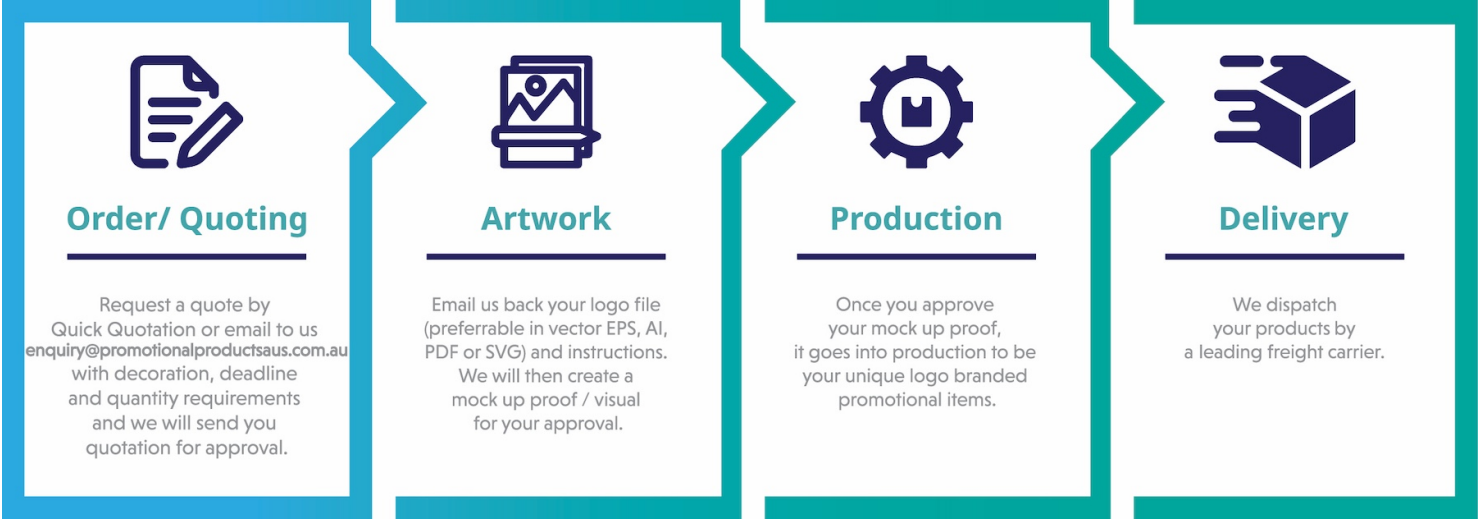 Order/ Quoting
Request a quote by
Quick Quotation or email to us
enquiry@promotionalproductsaus.com.au
with decoration, deadline
and quantity requirements
and we will send you
quotation for approval.
Artwork
Email us back your logo file
(preferrable in vector EPS, AI,
PDF or SVG) and instructions.
We will then create a
mock up proof / visual
for your approval.
Production
Once you approve
your mock up proof,
it goes into production to be
your unique logo branded
promotional items.
Delivery
We dispatch
your products by
a leading freight carrier.